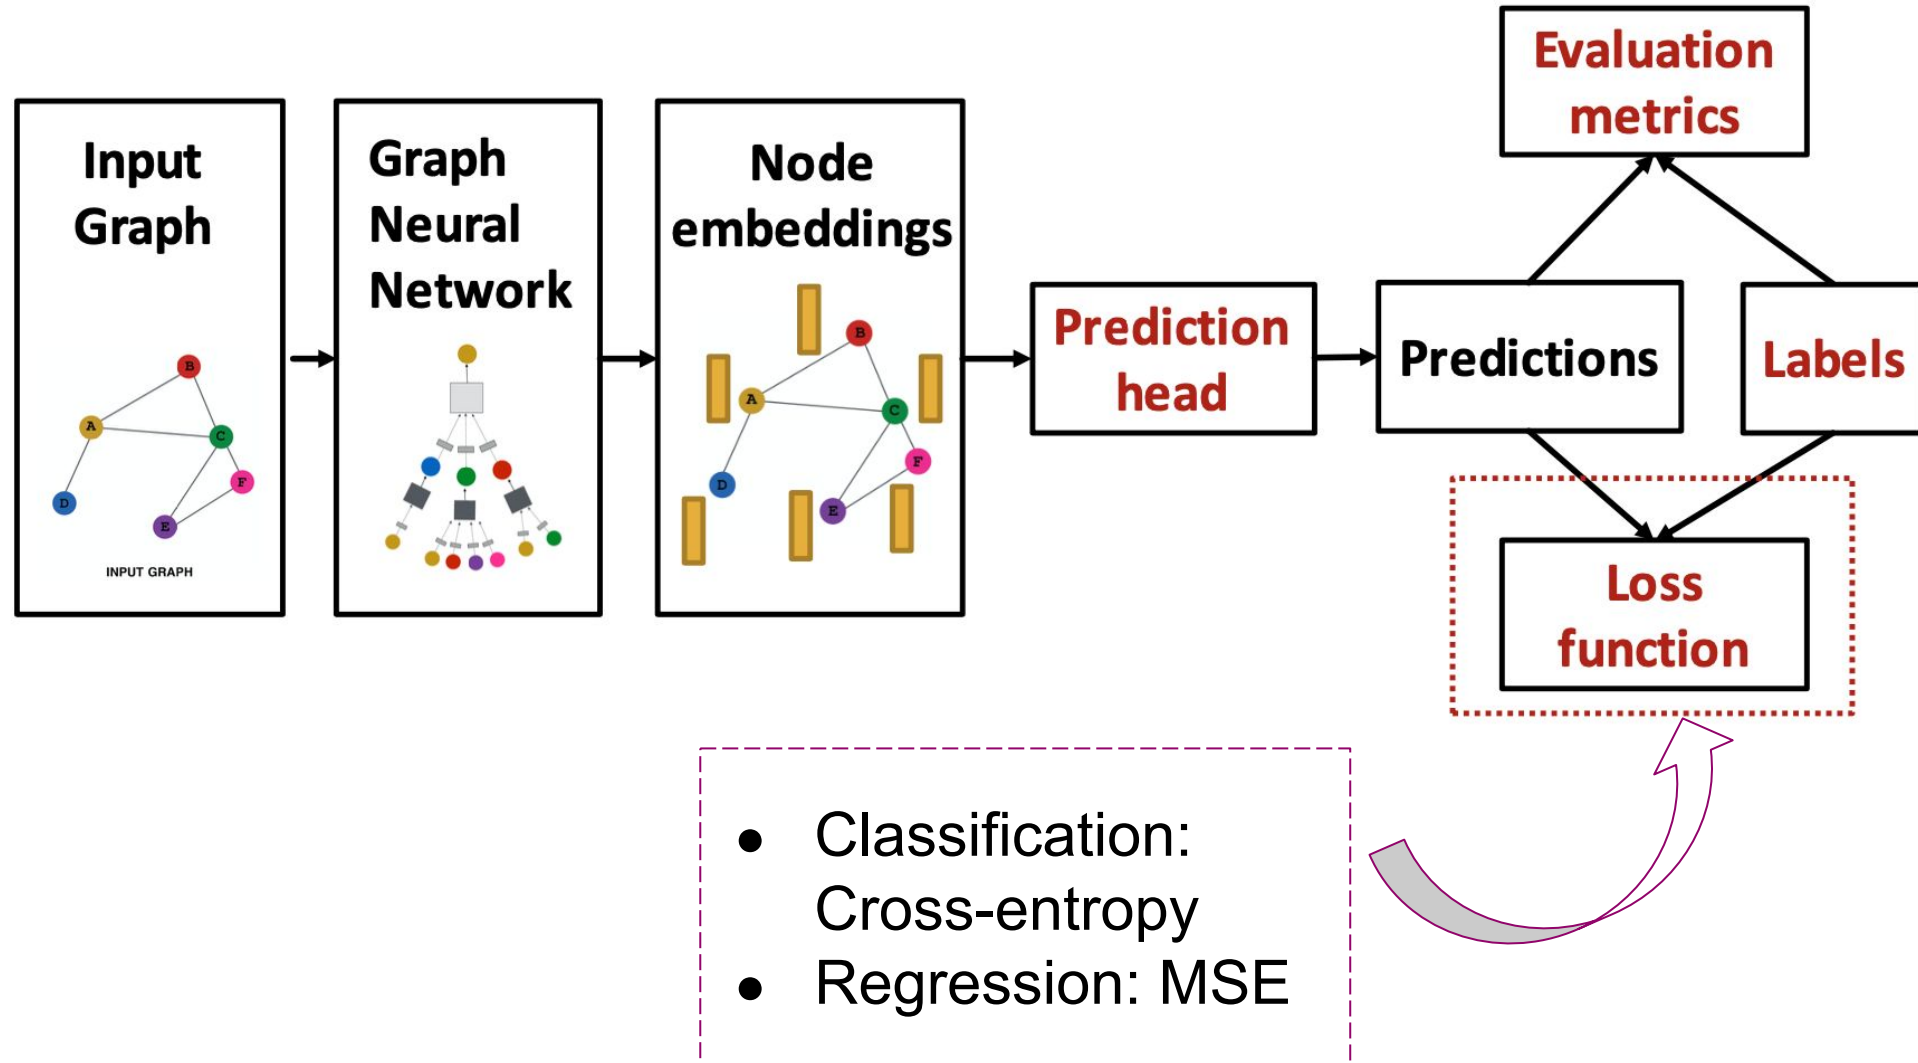 Input
Graph
B
A
C
F
D
E
INPUT GRAPH
Graph
Neural
Network
Node
embeddings
B
A
C
F
D
E
Prediction
head
Predictions
Labels
Evaluation
metrics
Loss
function
● Classification:
Cross-entropy
● Regression: MSE